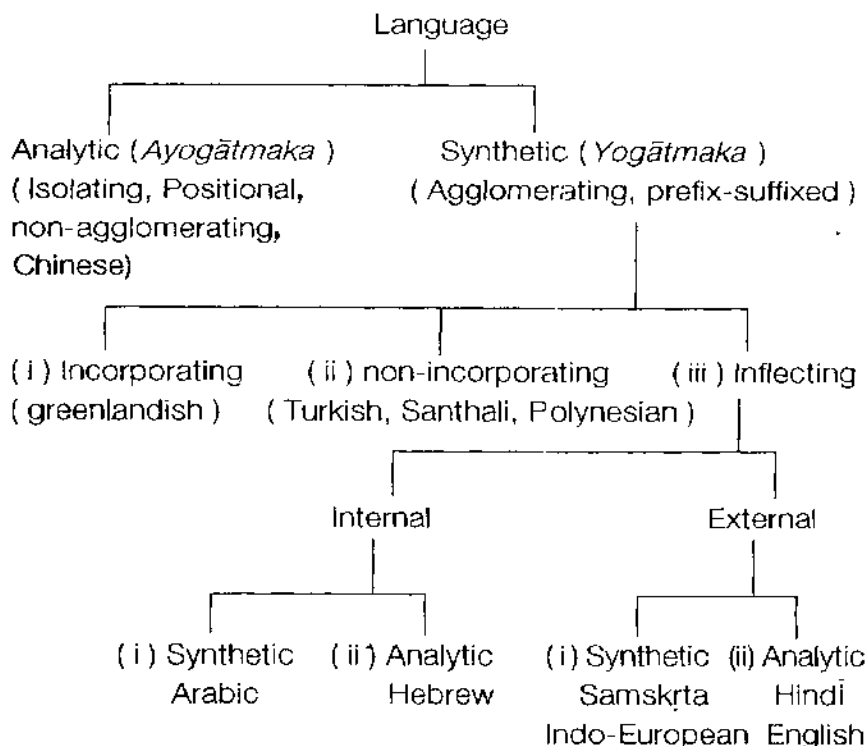 Language
Analytic (Ayogātmaka )
( Isolating, Positional,
non-agglomerating,
Chinese)
Synthetic ( Yogātmaka )
( Agglomerating, prefix-suffixed )
( i ) Incorporating
( greenlandish )
( ii ) non-incorporating
( Turkish, Santhali, Polynesian )
( iii ) Inflecting
Internal
External
( i ) Synthetic
Arabic
( ii ) Analytic
Hebrew
(i) Synthetic
Samskṛta
Indo-European
(ii) Analytic
Hindī
English